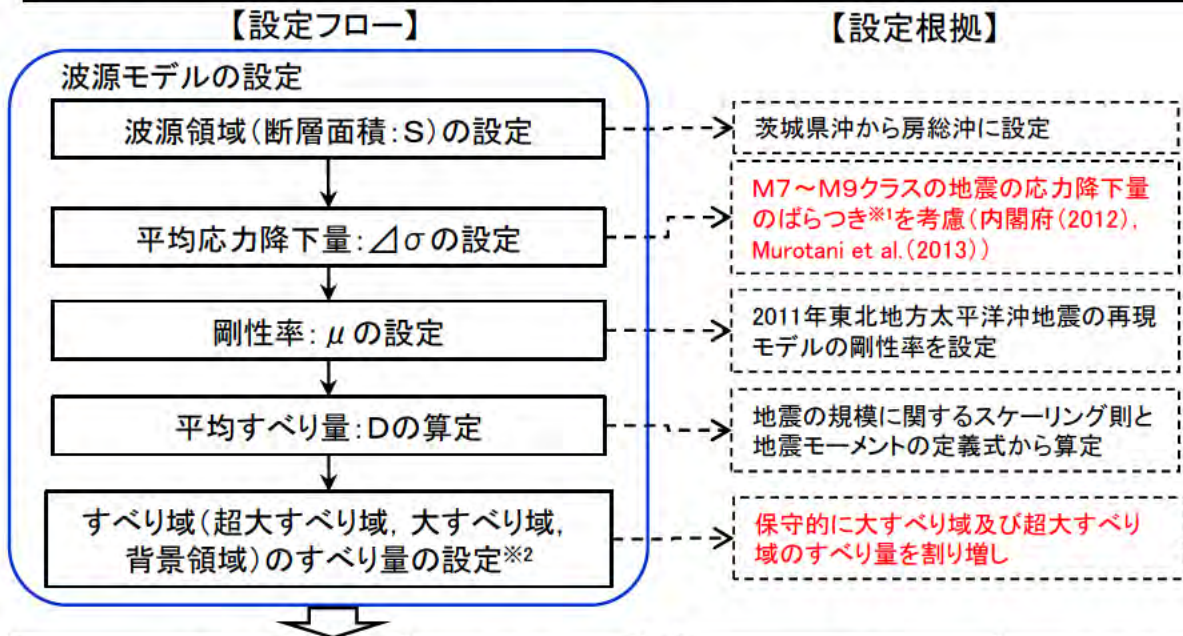 【設定フロー】
【設定根拠】
波源モデルの設定
波源領域(断層面積:S)の設定
茨城県沖から房総沖に設定
平均応力降下量:⊿σの設定
M7~M9クラスの地震の応力降下量
のばらつき※1を考慮(内閣府(2012),
Murotani et al.(2013))
剛性率:μの設定
2011年東北地方太平洋沖地震の再現
モデルの剛性率を設定
平均すべり量:Dの算定
地震の規模に関するスケーリング則と
地震モーメントの定義式から算定
すべり域(超大すべり域,大すべり域,
背景領域)のすべり量の設定※2
保守的に大すべり域及び超大すべり
域のすべり量を割り増し